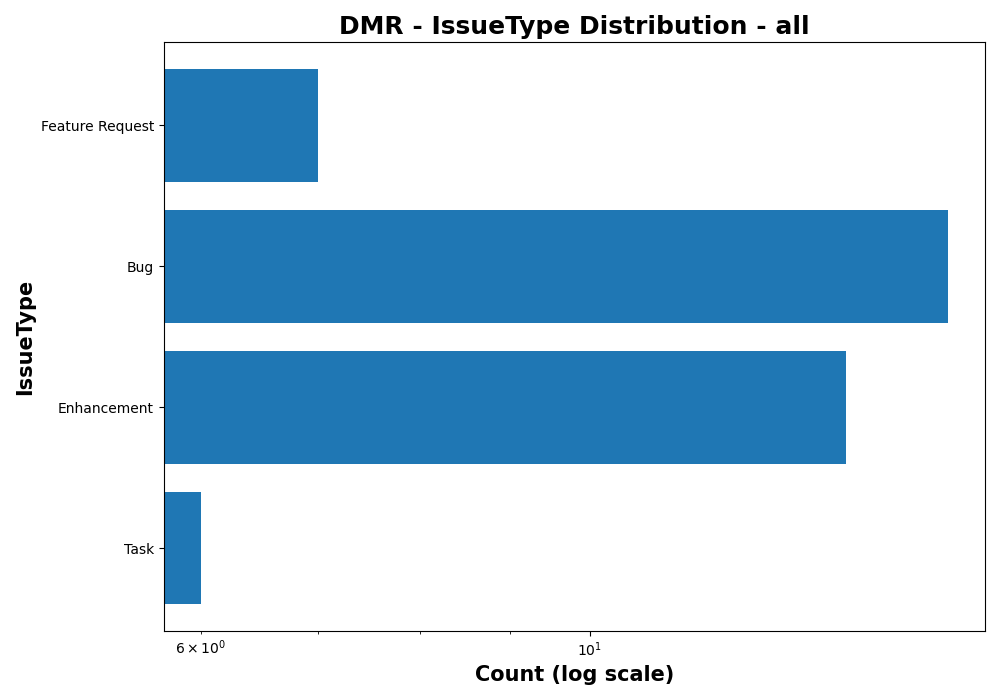 DMR - IssueType Distribution - all
IssueType
Feature Request
Bug
Enhancement
Task
6 × 10⁰
10¹
Count (log scale)